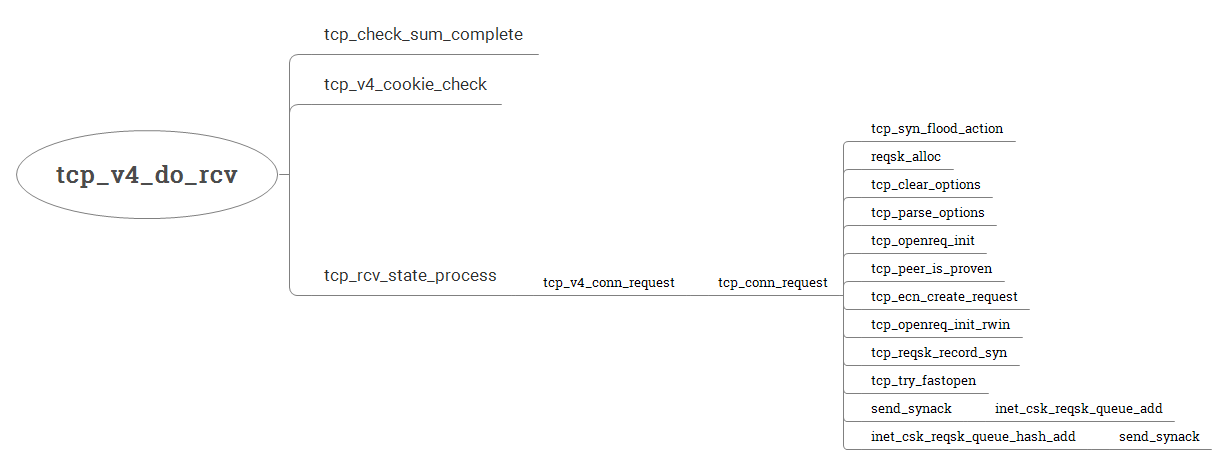 tcp_check_sum_complete
tcp_v4_cookie_check
tcp_v4_do_rcv
tcp_rcv_state_process
tcp_v4_conn_request
tcp_conn_request
tcp_syn_flood_action
reqsk_alloc
tcp_clear_options
tcp_parse_options
tcp_openreq_init
tcp_peer_is_proven
tcp_ecn_create_request
tcp_openreq_init_rwin
tcp_reqsk_record_syn
tcp_try_fastopen
send_synack inet_csk_reqsk_queue_add
inet_csk_reqsk_queue_hash_add send_synack